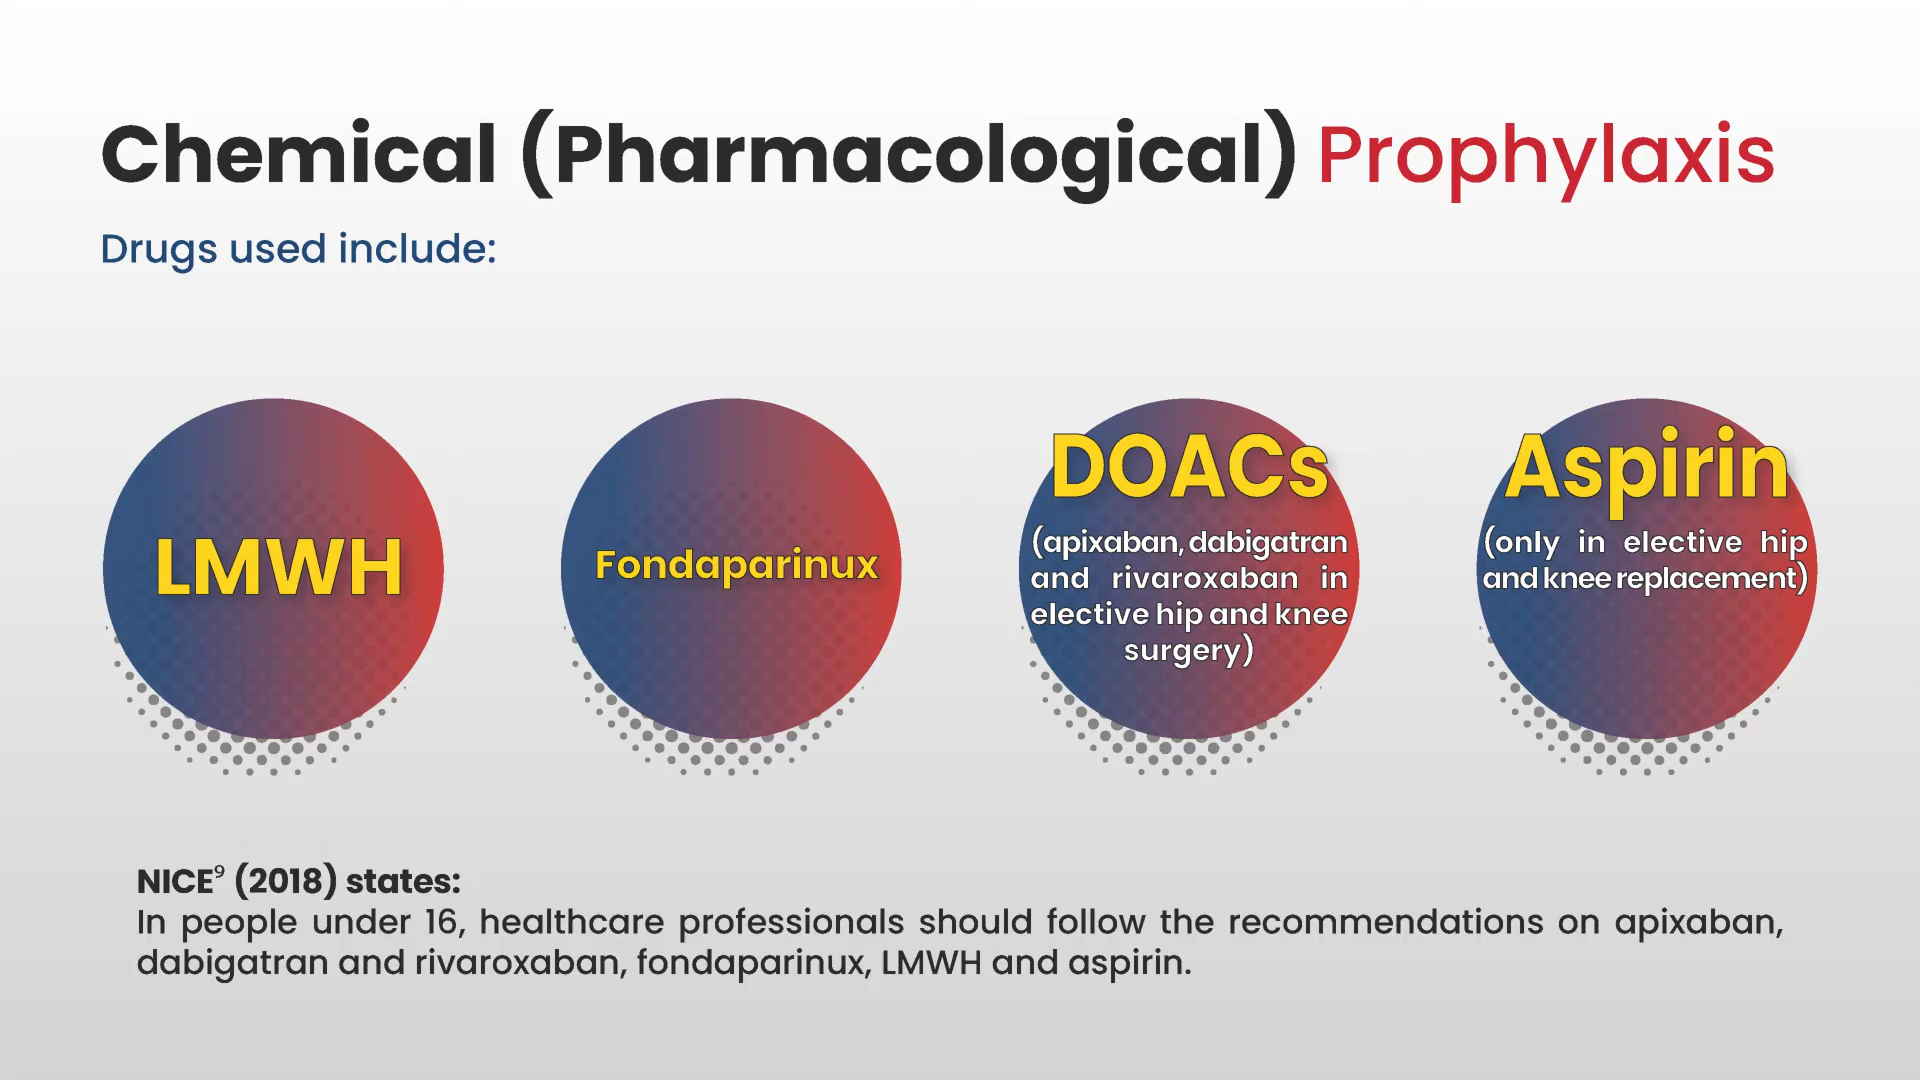 Chemical (Pharmacological) Prophylaxis
Drugs used include:
LMWH
Fondaparinux
DOACs
(apixaban, dabigatran
and rivaroxaban in
elective hip and knee
surgery)
Aspirin
(only in elective hip
and knee replacement)
NICE⁹ (2018) states:
In people under 16, healthcare professionals should follow the recommendations on apixaban,
dabigatran and rivaroxaban, fondaparinux, LMWH and aspirin.